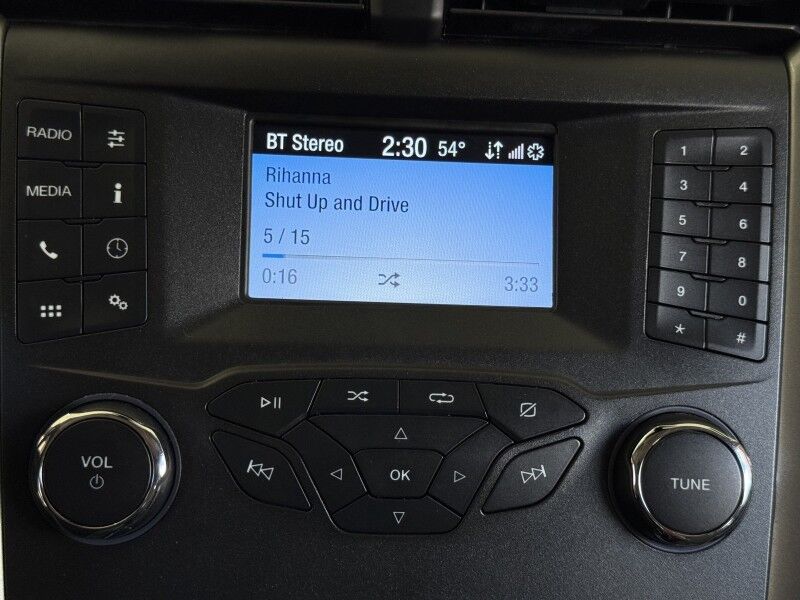 BT Stereo 2:30 54°
Rihanna
Shut Up and Drive
5 / 15
0:16 3:33
RADIO
MEDIA
1 2
3 4
5 6
7 8
9 0
* #
VOL
OK
TUNE